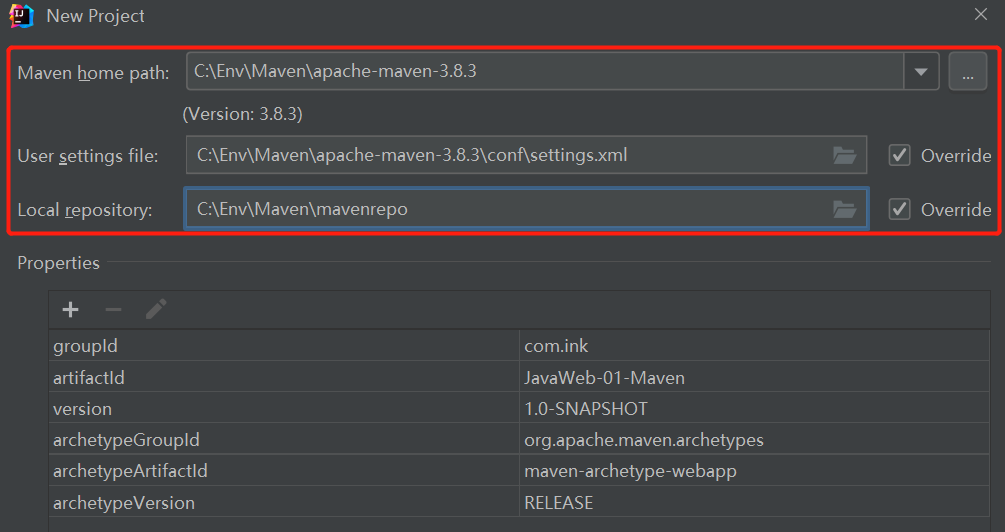 New Project
Maven home path: C:\Env\Maven\apache-maven-3.8.3 ...
(Version: 3.8.3)
User settings file: C:\Env\Maven\apache-maven-3.8.3\conf\settings.xml Override
Local repository: C:\Env\Maven\mavenrepo Override
Properties
groupId com.ink
artifactId JavaWeb-01-Maven
version 1.0-SNAPSHOT
archetypeGroupId org.apache.maven.archetypes
archetypeArtifactId maven-archetype-webapp
archetypeVersion RELEASE